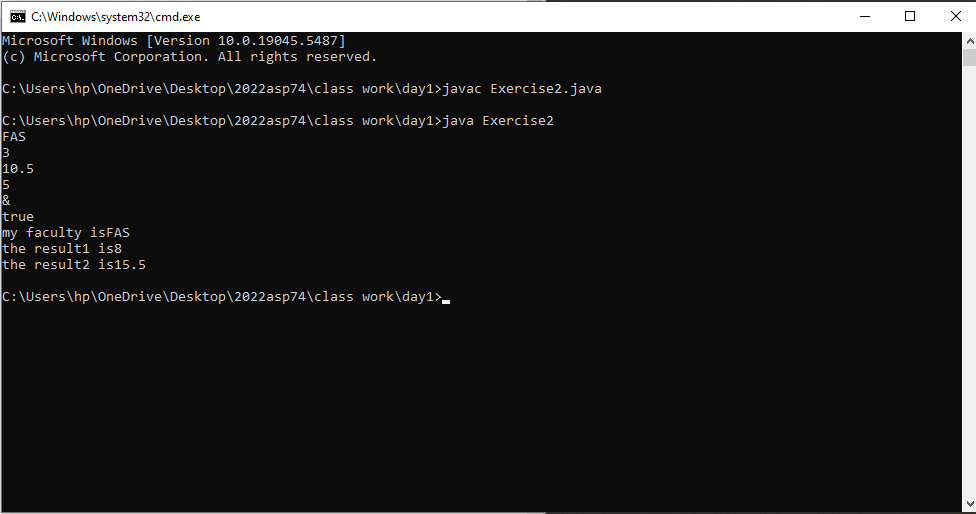 C:\Windows\system32\cmd.exe
Microsoft Windows [Version 10.0.19045.5487]
(c) Microsoft Corporation. All rights reserved.
C:\Users\hp\OneDrive\Desktop\2022asp74\class work\day1>javac Exercise2.java
C:\Users\hp\OneDrive\Desktop\2022asp74\class work\day1>java Exercise2
FAS
3
10.5
5
&
true
my faculty isFAS
the result1 is8
the result2 is15.5
C:\Users\hp\OneDrive\Desktop\2022asp74\class work\day1>